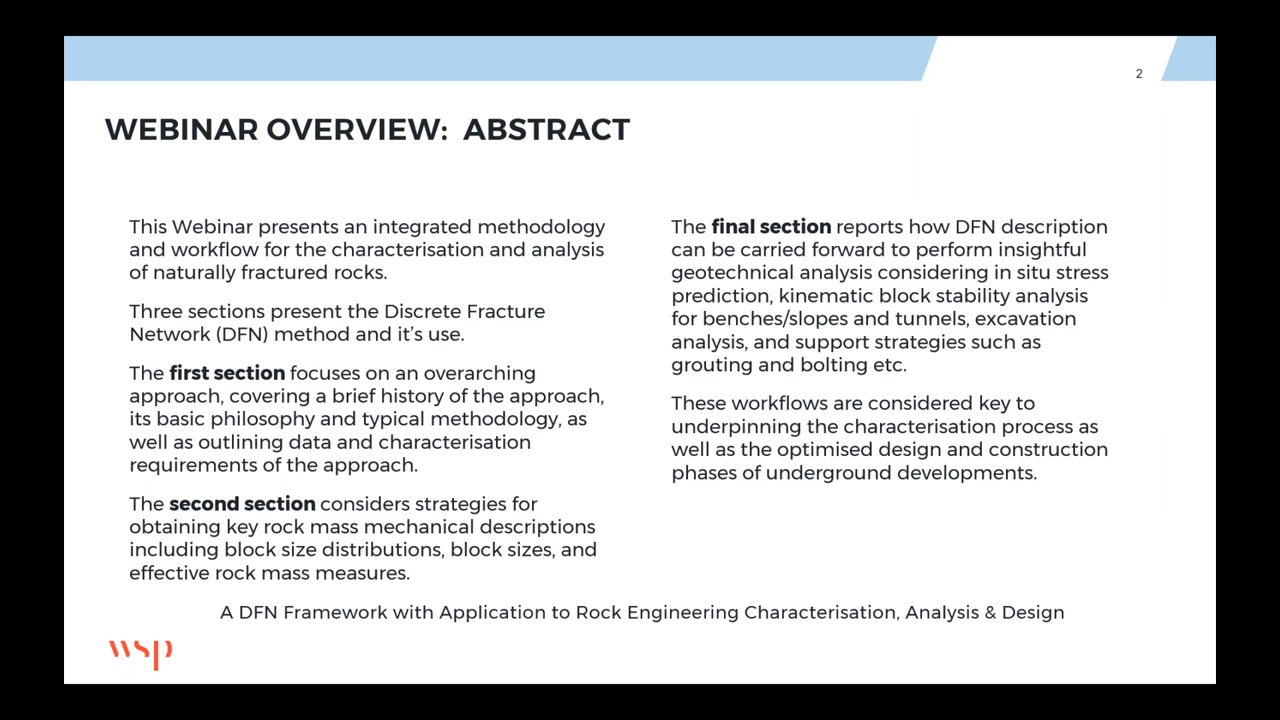 2
WEBINAR OVERVIEW: ABSTRACT
This Webinar presents an integrated methodology
and workflow for the characterisation and analysis
of naturally fractured rocks.
Three sections present the Discrete Fracture
Network (DFN) method and it’s use.
The first section focuses on an overarching
approach, covering a brief history of the approach,
its basic philosophy and typical methodology, as
well as outlining data and characterisation
requirements of the approach.
The second section considers strategies for
obtaining key rock mass mechanical descriptions
including block size distributions, block sizes, and
effective rock mass measures.
The final section reports how DFN description
can be carried forward to perform insightful
geotechnical analysis considering in situ stress
prediction, kinematic block stability analysis
for benches/slopes and tunnels, excavation
analysis, and support strategies such as
grouting and bolting etc.
These workflows are considered key to
underpinning the characterisation process as
well as the optimised design and construction
phases of underground developments.
A DFN Framework with Application to Rock Engineering Characterisation, Analysis & Design
wsp